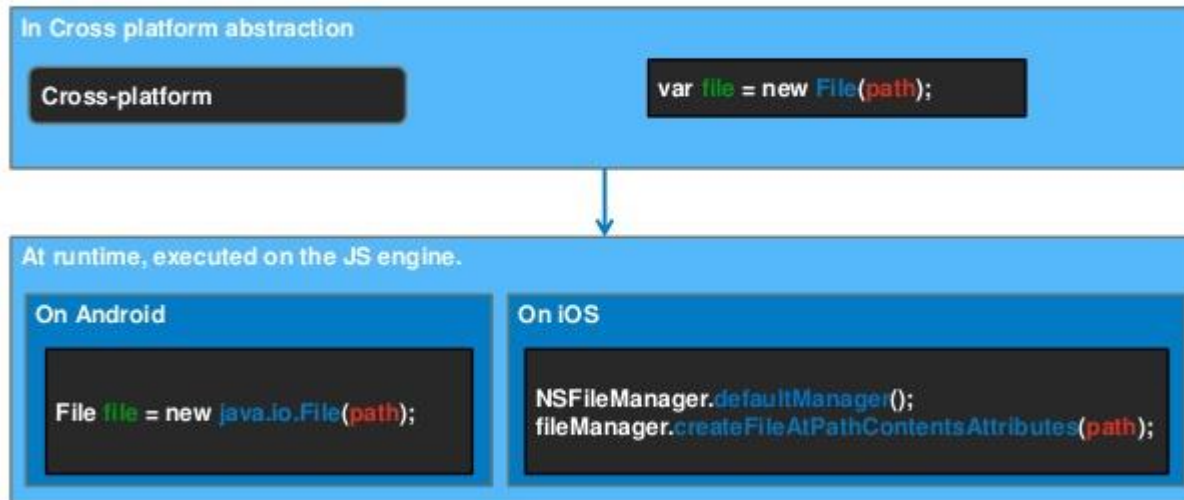 In Cross platform abstraction
Cross-platform
var file = new File(path);
At runtime, executed on the JS engine.
On Android
File file = new java.io.File(path);
On iOS
NSFileManager.defaultManager();
fileManager.createFileAtPathContentsAttributes(path);